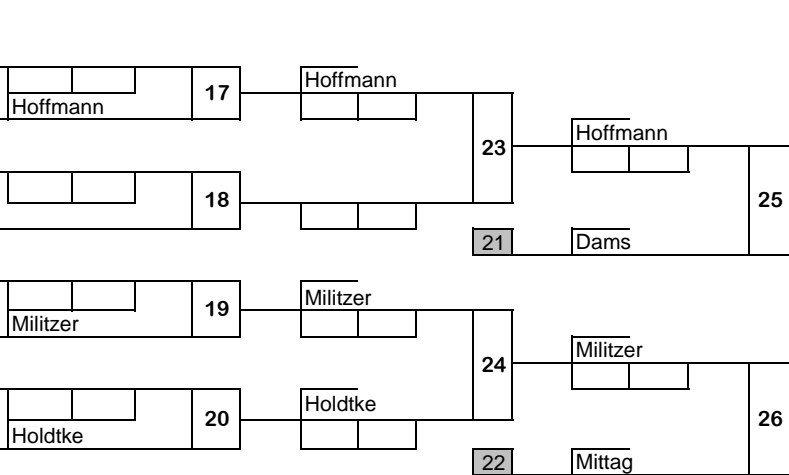 Hoffmann
17
Hoffmann
Hoffmann
23
18
25
21
Dams
Militzer
19
Militzer
Militzer
24
Holdtke
20
26
Holdtke
22
Mittag